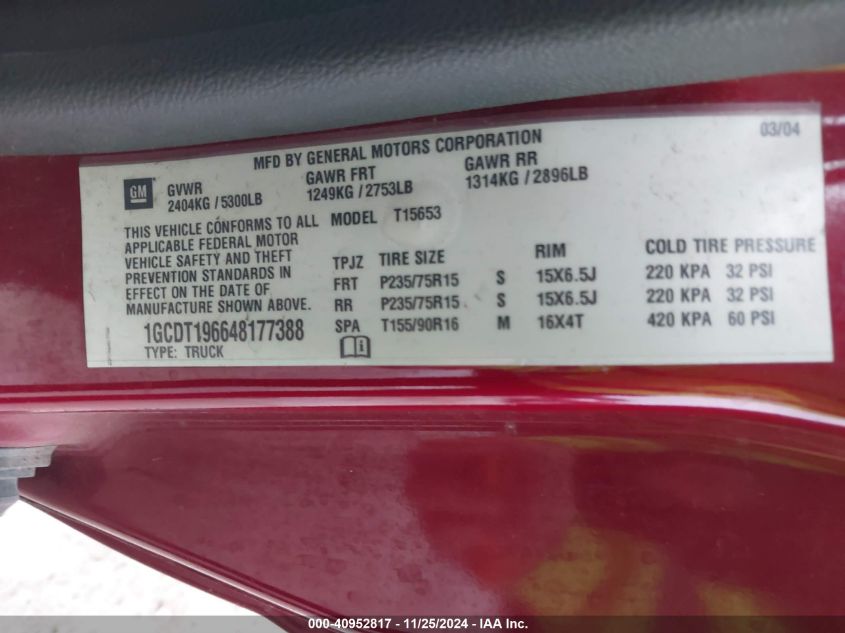 03/04
MFD BY GENERAL MOTORS CORPORATION
GM
GVWR GAWR FRT GAWR RR
2404KG / 5300LB 1249KG / 2753LB 1314KG / 2896LB
THIS VEHICLE CONFORMS TO ALL
APPLICABLE FEDERAL MOTOR
VEHICLE SAFETY AND THEFT
PREVENTION STANDARDS IN
EFFECT ON THE DATE OF
MANUFACTURE SHOWN ABOVE.
1GCDT196648177388
TYPE: TRUCK
MODEL T15653
TPJZ TIRE SIZE RIM COLD TIRE PRESSURE
FRT P235/75R15 S 15X6.5J 220 KPA 32 PSI
RR P235/75R15 S 15X6.5J 220 KPA 32 PSI
SPA T155/90R16 M 16X4T 420 KPA 60 PSI
i
000-40952817 - 11/25/2024 - IAAI US, Inc.